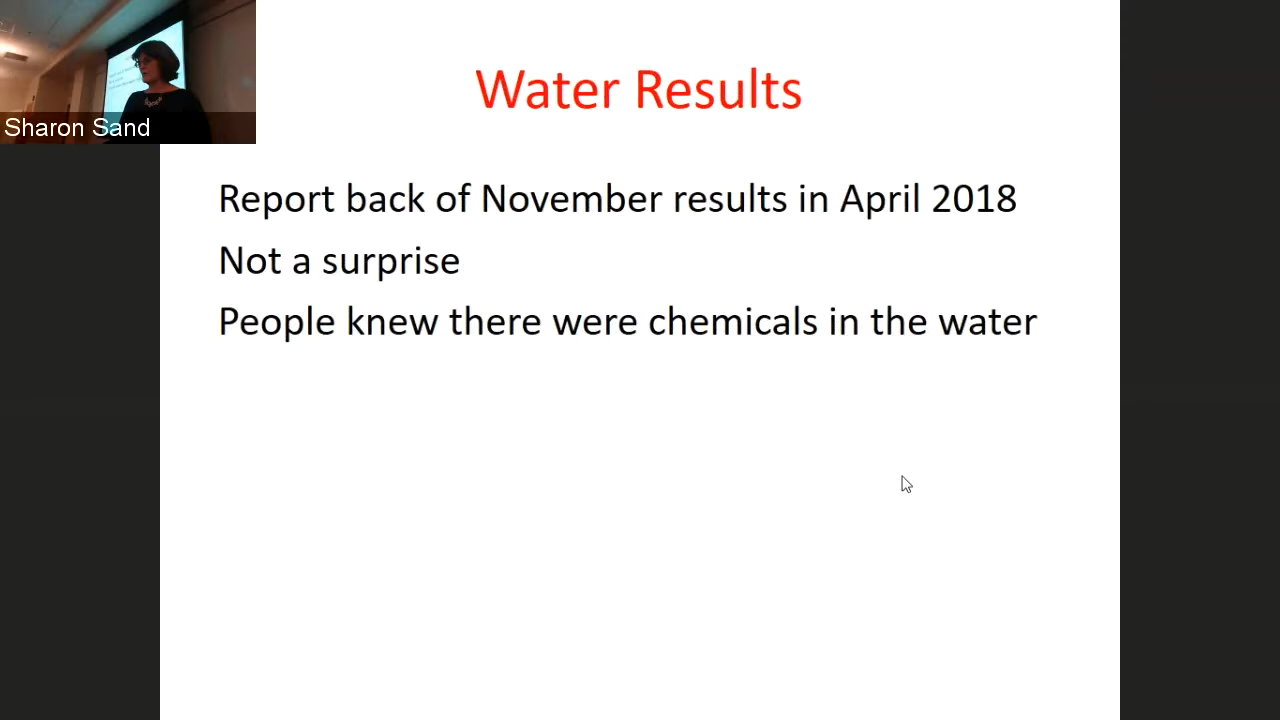 Sharon Sand
Water Results
Report back of November results in April 2018
Not a surprise
People knew there were chemicals in the water